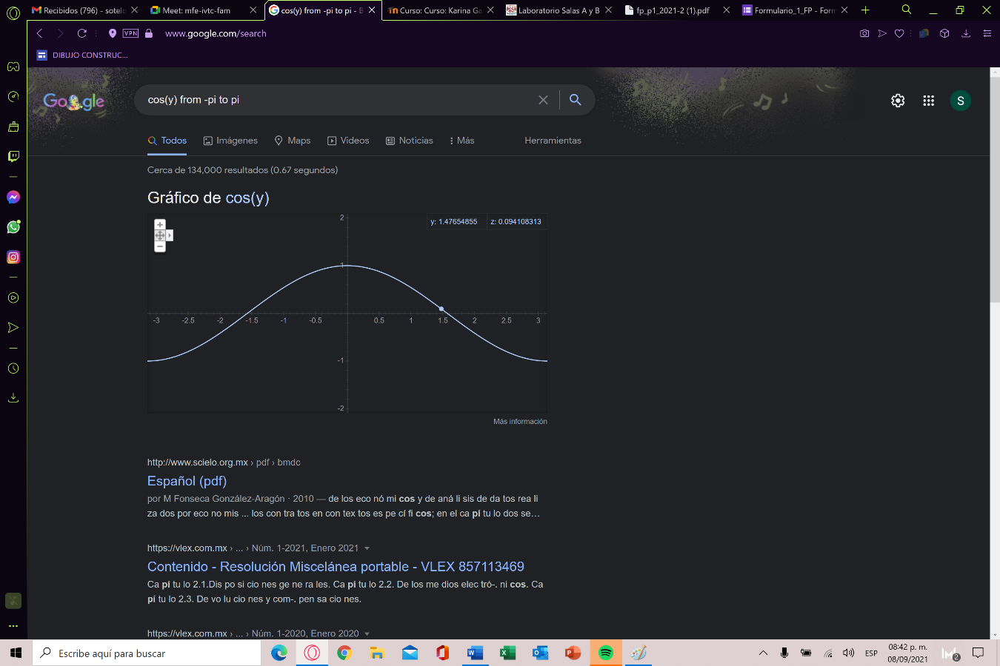 Recibidos (796) - sotelo
Meet: mfe-ivtc-fam
cos(y) from -pi to pi - B
Curso: Curso: Karina Ga
Laboratorio Salas A y B
fp_p1_2021-2 (1).pdf
Formulario_1_FP - Form
VPN
www.google.com/search
DIBUJO CONSTRUC...
Google
cos(y) from -pi to pi
S
Todos
Imágenes
Maps
Videos
Noticias
Más
Herramientas
Cerca de 134,000 resultados (0.67 segundos)
Gráfico de cos(y)
y: 1.47654855
z: 0.094108313
2
1
-3 -2.5 -2 -1.5 -1 -0.5 0.5 1 1.5 2 2.5 3
-1
-2
Más información
http://www.scielo.org.mx › pdf › bmdc
Español (pdf)
por M Fonseca González-Aragón · 2010 — de los eco nó mi cos y de aná li sis de da tos rea li
za dos por eco no mis ... los con tra tos en con tex tos es pe cí fi cos; en el ca pi tu lo dos se...
https://vlex.com.mx › ... › Núm. 1-2021, Enero 2021
Contenido - Resolución Miscelánea portable - VLEX 857113469
Ca pi tu lo 2.1.Dis po si cio nes ge ne ra les. Ca pi tu lo 2.2. De los me dios elec tró-. ni cos. Ca
pi tu lo 2.3. De vo lu cio nes y com-. pen sa cio nes.
https://vlex.com.mx › ... › Núm. 1-2020, Enero 2020
Escribe aquí para buscar
ESP
08:42 p. m.
08/09/2021
2